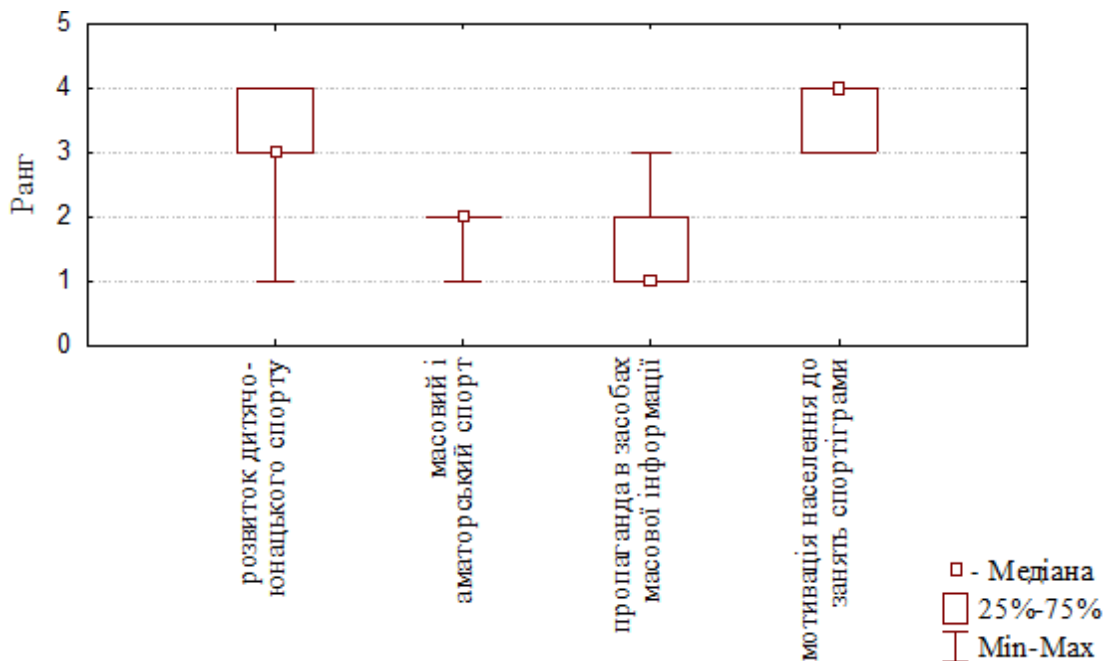 5
4
3
2
1
0
Ранг
розвиток дитячо-
юнацького спорту
масовий і
аматорський спорт
пропаганда в засобах
масової інформації
мотивація населення до
занять спортіграми
- Медіана
25%-75%
Min-Max